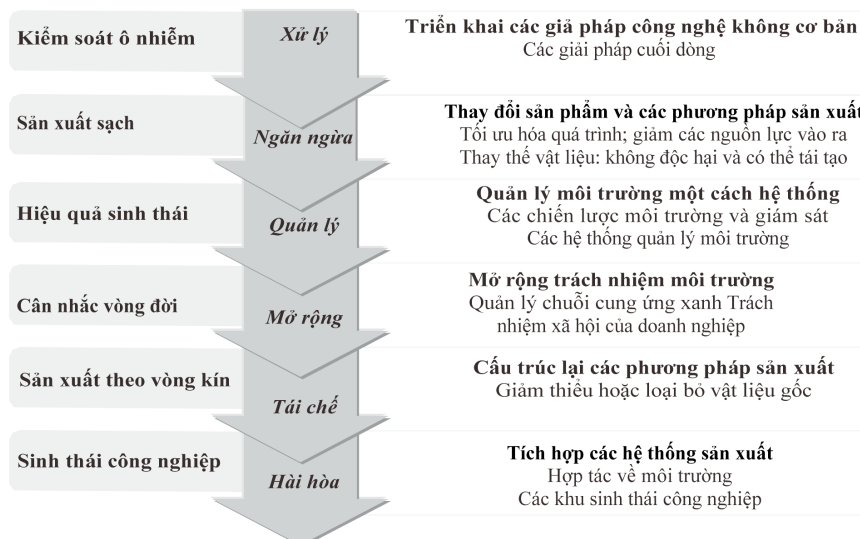 Kiểm soát ô nhiễm
Xử lý
Triển khai các giả pháp công nghệ không cơ bản
Các giải pháp cuối dòng
Sản xuất sạch
Ngăn ngừa
Thay đổi sản phẩm và các phương pháp sản xuất
Tối ưu hóa quá trình; giảm các nguồn lực vào ra
Thay thế vật liệu: không độc hại và có thể tái tạo
Hiệu quả sinh thái
Quản lý
Quản lý môi trường một cách hệ thống
Các chiến lược môi trường và giám sát
Các hệ thống quản lý môi trường
Cân nhắc vòng đời
Mở rộng
Mở rộng trách nhiệm môi trường
Quản lý chuỗi cung ứng xanh Trách
nhiệm xã hội của doanh nghiệp
Sản xuất theo vòng kín
Tái chế
Cấu trúc lại các phương pháp sản xuất
Giảm thiểu hoặc loại bỏ vật liệu gốc
Sinh thái công nghiệp
Hài hòa
Tích hợp các hệ thống sản xuất
Hợp tác về môi trường
Các khu sinh thái công nghiệp